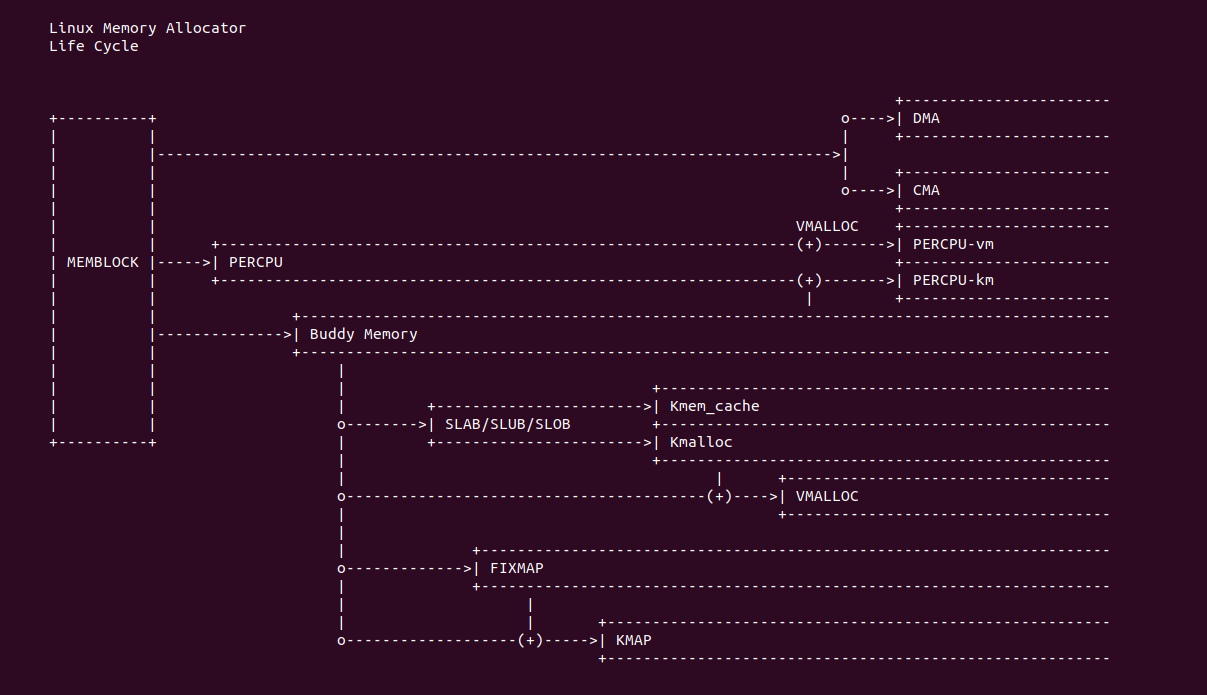 Linux Memory Allocator
Life Cycle
DMA
CMA
VMALLOC
PERCPU-vm
MEMBLOCK
PERCPU
(+)
(+)
PERCPU-km
Buddy Memory
Kmem_cache
SLAB/SLUB/SLOB
Kmalloc
(+)
VMALLOC
FIXMAP
(+)
KMAP